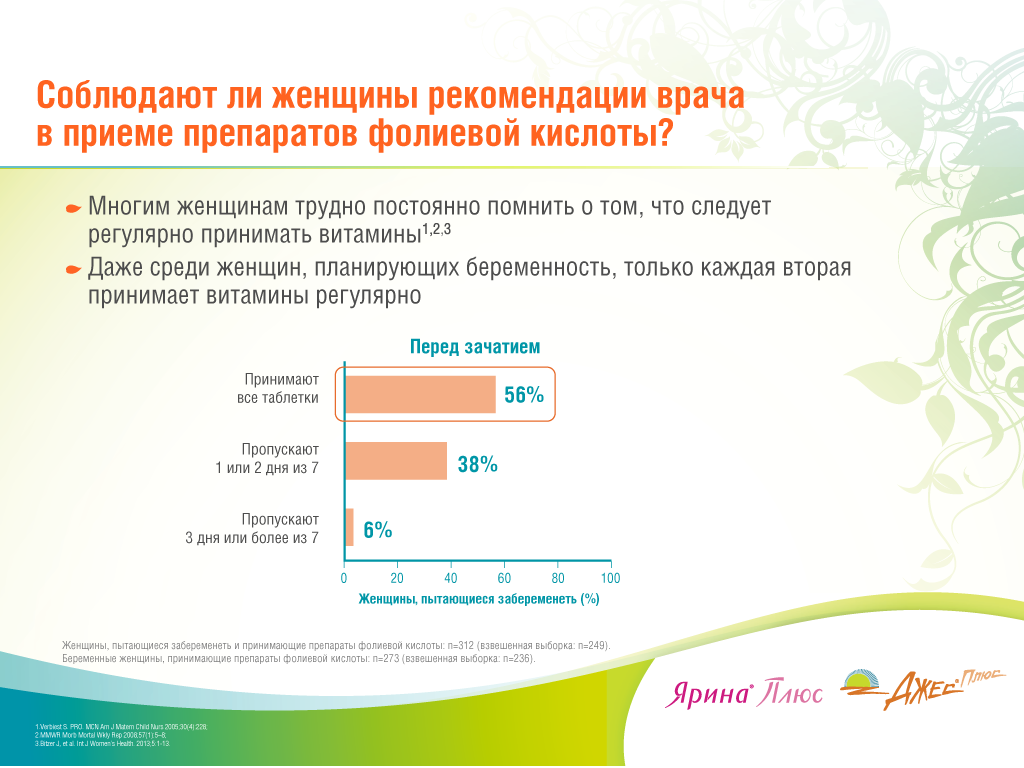 Соблюдают ли женщины рекомендации врача
в приеме препаратов фолиевой кислоты?
Многим женщинам трудно постоянно помнить о том, что следует
регулярно принимать витамины1,2,3
Даже среди женщин, планирующих беременность, только каждая вторая
принимает витамины регулярно
Перед зачатием
Принимают
все таблетки
56%
Пропускают
1 или 2 дня из 7
38%
Пропускают
3 дня или более из 7
6%
0 20 40 60 80 100
Женщины, пытающиеся забеременеть (%)
Женщины, пытающиеся забеременеть и принимающие препараты фолиевой кислоты: n=312 (взвешенная выборка: n=249).
Беременные женщины, принимающие препараты фолиевой кислоты: n=273 (взвешенная выборка: n=236).
Ярина® Плюс
Джес® Плюс
1.Verbiest S. PRO. MCN Am J Matern Child Nurs 2005;30(4):226.
2.MMWR Morb Mortal Wkly Rep 2008;57(1):5–8;
3.Bitzer J, et al. Int J Women's Health. 2013;5:1-13